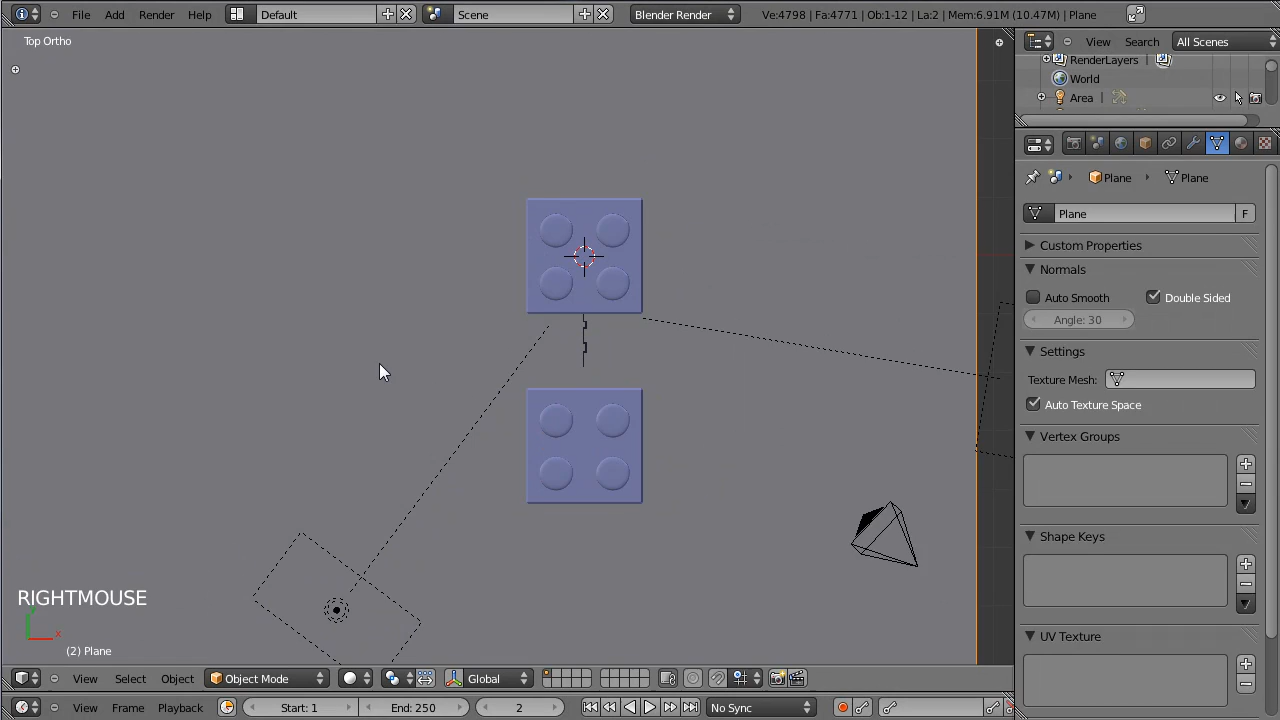 File Add Render Help Default Scene Blender Render Ve:4798 | Fa:4771 | Ob:1-12 | La:2 | Mem:6.91M (10.47M) | Plane
Top Ortho
View Search All Scenes
RenderLayers
World
Area
Plane Plane
Plane F
Custom Properties
Normals
Auto Smooth Double Sided
Angle: 30
Settings
Texture Mesh:
Auto Texture Space
Vertex Groups
Shape Keys
UV Texture
RIGHTMOUSE
y
x
(2) Plane
View Select Object Object Mode Global
View Frame Playback Start: 1 End: 250 2 No Sync